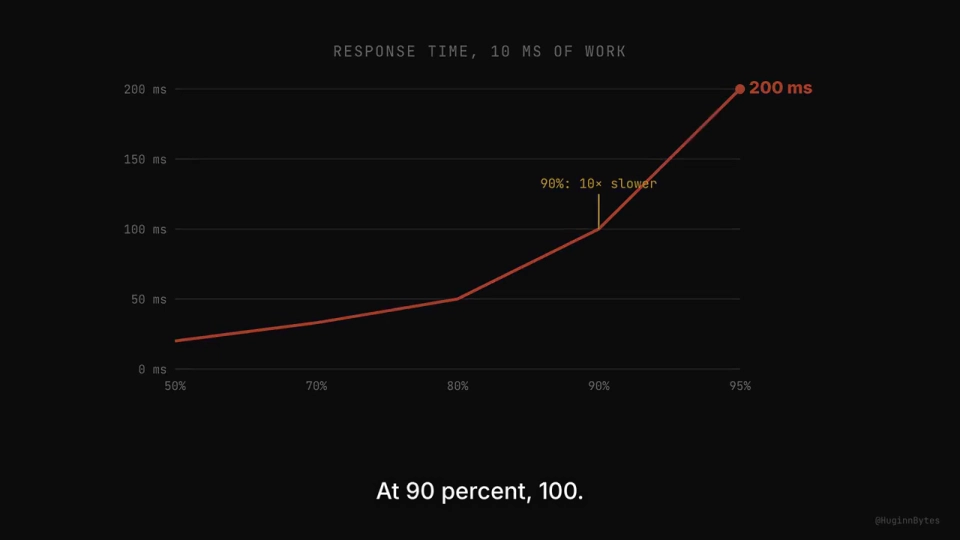 RESPONSE TIME, 10 MS OF WORK
200 ms
200 ms
150 ms
90%: 10× slower
100 ms
50 ms
0 ms
50% 70% 80% 90% 95%
At 90 percent, 100.
@HuginnBytes